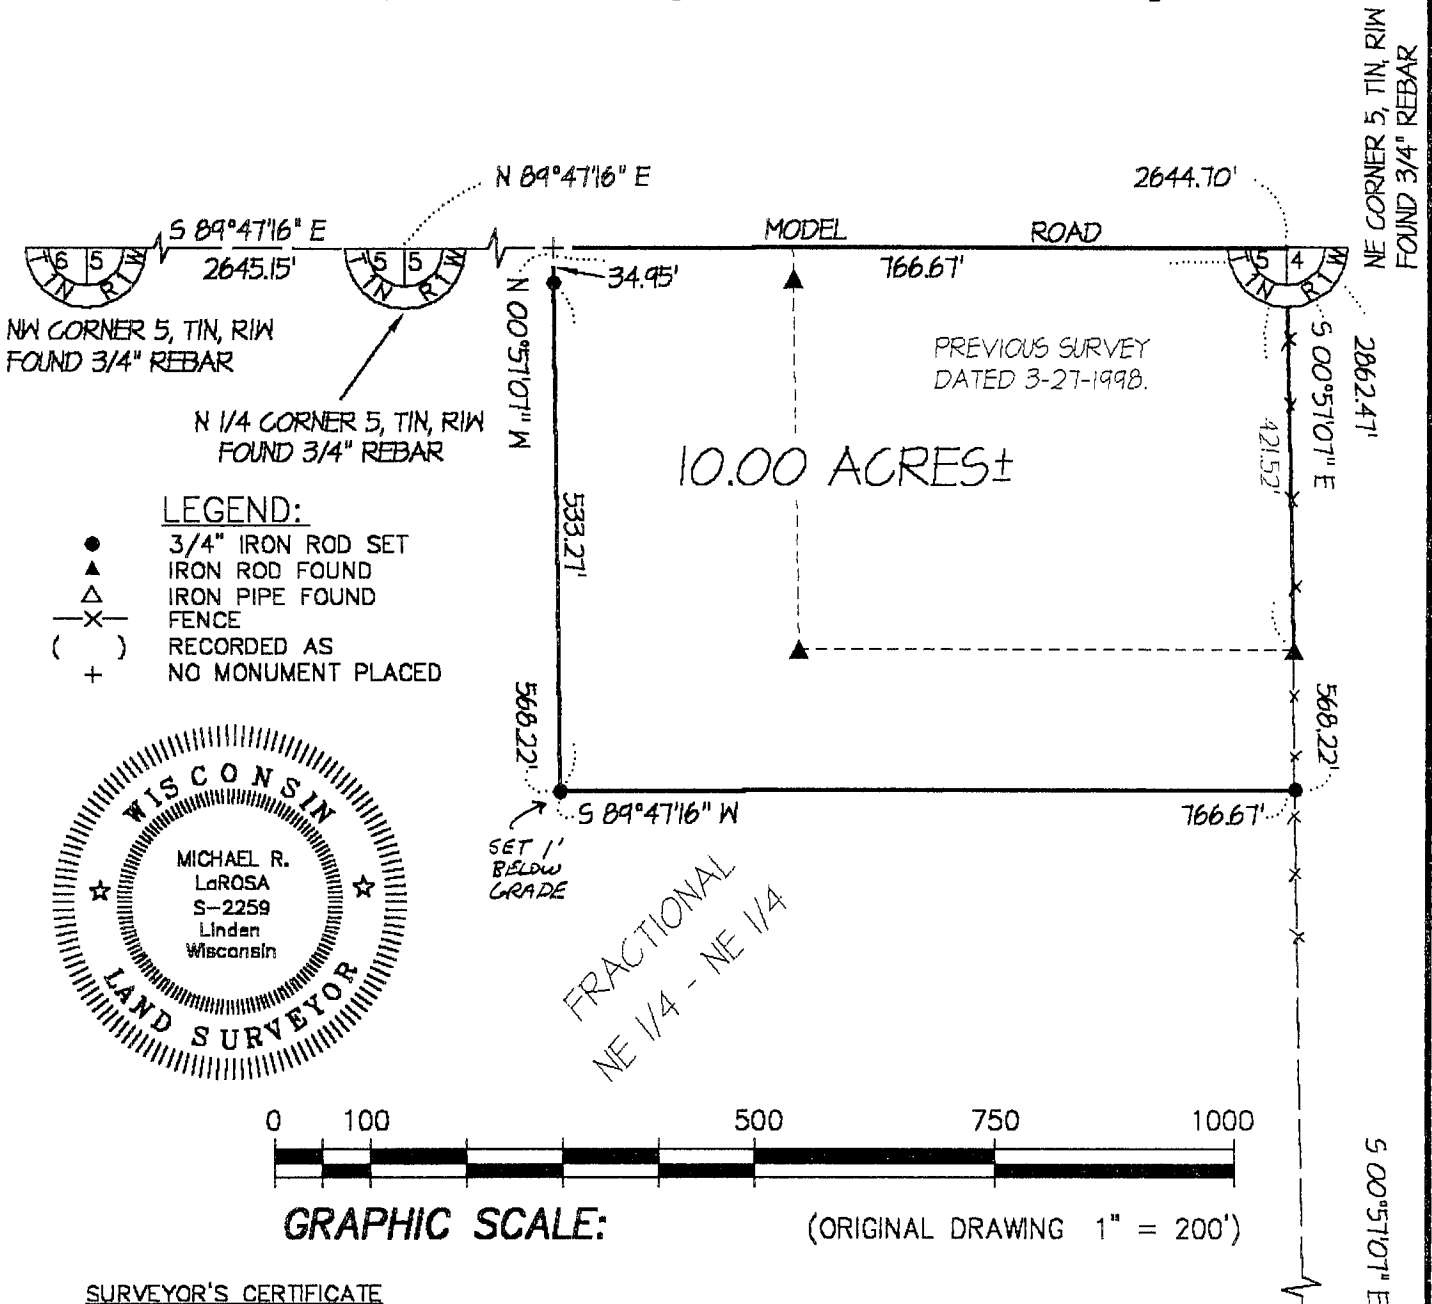 NE CORNER 5, T1N, R1W
FOUND 3/4" REBAR
N 89°47'16" E
2644.70'
S 89°47'16" E
MODEL ROAD
2645.15'
34.95'
766.67'
6 5
T1N R1W
5 5
T1N R1W
5 4
T1N R1W
NW CORNER 5, T1N, R1W
FOUND 3/4" REBAR
N 00°57'07" W
PREVIOUS SURVEY
DATED 3-27-1998.
S 00°57'07" E
2862.47'
N 1/4 CORNER 5, T1N, R1W
FOUND 3/4" REBAR
421.52'
10.00 ACRES±
533.27'
LEGEND:
3/4" IRON ROD SET
IRON ROD FOUND
IRON PIPE FOUND
FENCE
( ) RECORDED AS
+ NO MONUMENT PLACED
568.22'
568.22'
S 89°47'16" W
766.67'
SET 1'
BELOW
GRADE
WISCONSIN
MICHAEL R.
LaROSA
S-2259
Linden
Wisconsin
LAND SURVEYOR
FRACTIONAL
NE 1/4 - NE 1/4
0 100 500 750 1000
GRAPHIC SCALE:
(ORIGINAL DRAWING 1" = 200')
S 00°57'07" E
SURVEYOR'S CERTIFICATE